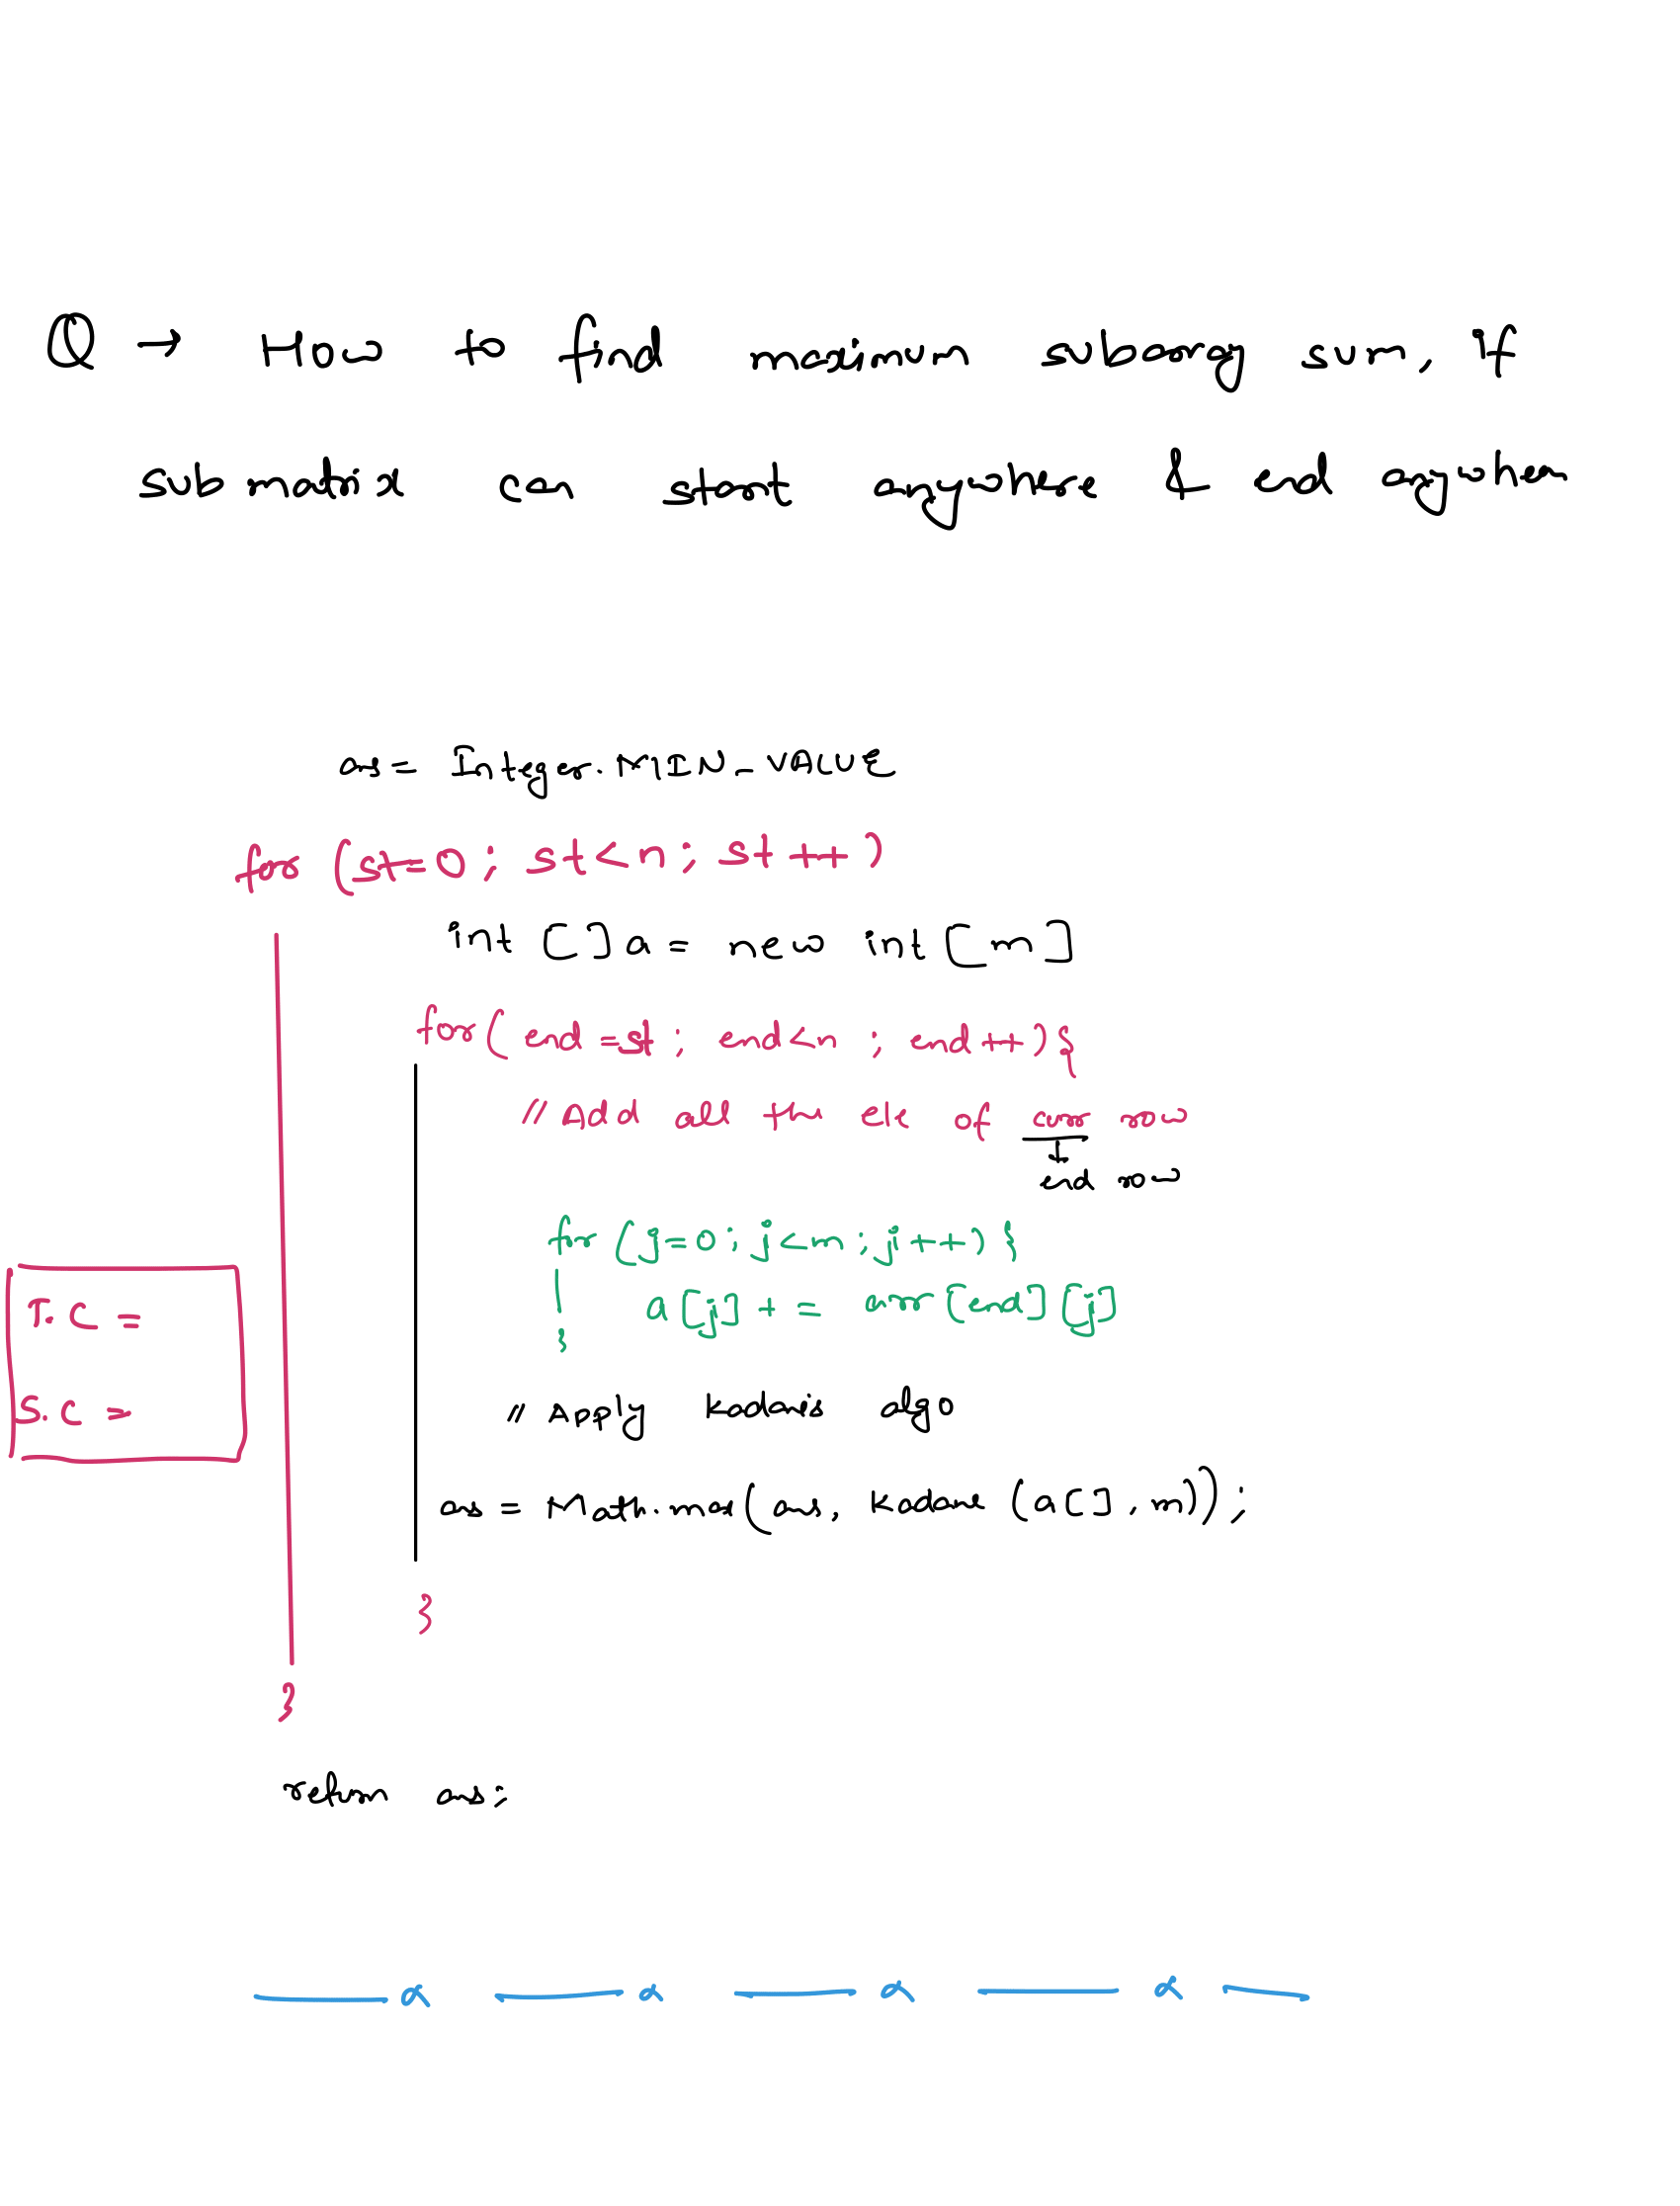 Q → How to find maximum subarray sum, if
submatrix can start anywhere & end anywhere
ans = Integer.MIN_VALUE
for (st=0; st<n; st++)
int []a = new int[m]
for( end=st; end<n; end++){
// Add all the ele of curr row
end row
for (j=0; j<m; j++) {
a[j] += arr[end][j]
}
// Apply Kadane's algo
ans = Math.max(ans, Kadane (a[], m));
}
}
T.C =
S.C =
return ans;